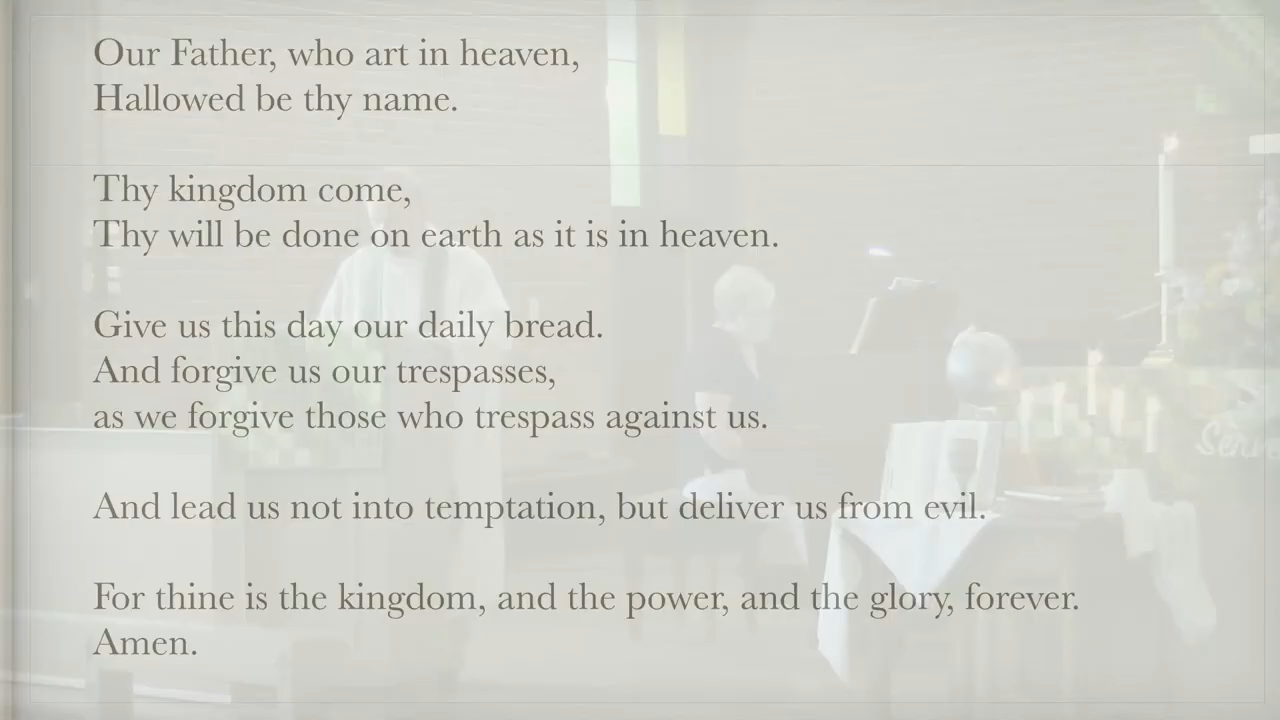 Our Father, who art in heaven,
Hallowed be thy name.
Thy kingdom come,
Thy will be done on earth as it is in heaven.
Give us this day our daily bread.
And forgive us our trespasses,
as we forgive those who trespass against us.
And lead us not into temptation, but deliver us from evil.
For thine is the kingdom, and the power, and the glory, forever.
Amen.